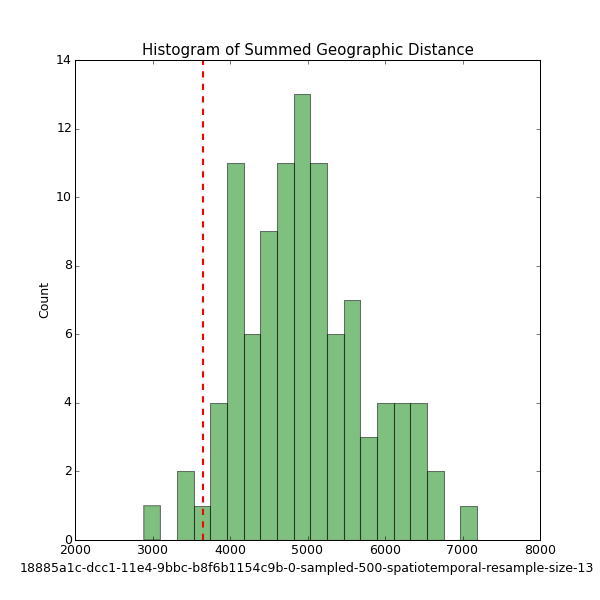 Histogram of Summed Geographic Distance
14
12
10
8
6
4
2
0
Count
2000 3000 4000 5000 6000 7000 8000
18885a1c-dcc1-11e4-9bbc-b8f6b1154c9b-0-sampled-500-spatiotemporal-resample-size-13